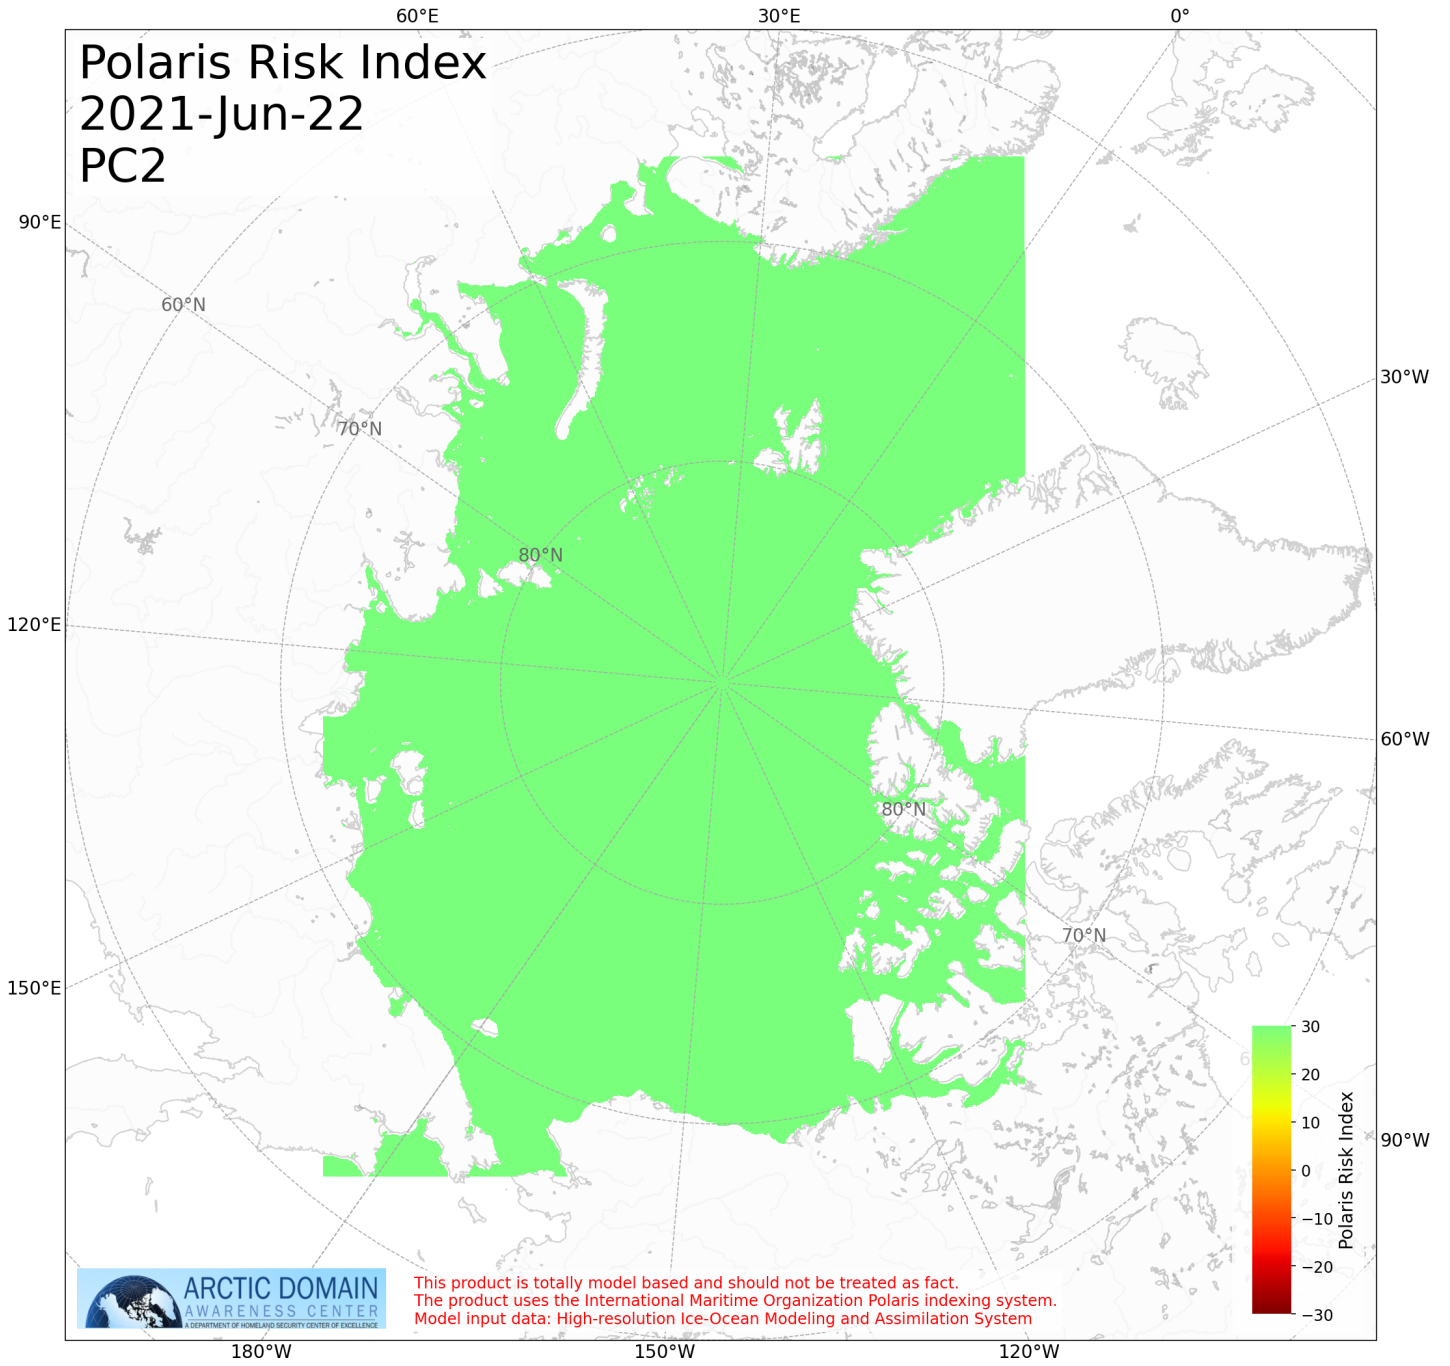 60°E
30°E
0°
Polaris Risk Index
2021-Jun-22
PC2
90°E
60°N
30°W
70°N
80°N
120°E
60°W
80°N
70°N
150°E
30
20
10
0
−10
−20
−30
Polaris Risk Index
90°W
ARCTIC DOMAIN
AWARENESS CENTER
A DEPARTMENT OF HOMELAND SECURITY CENTER OF EXCELLENCE
This product is totally model based and should not be treated as fact.
The product uses the International Maritime Organization Polaris indexing system.
Model input data: High-resolution Ice-Ocean Modeling and Assimilation System
180°W
150°W
120°W